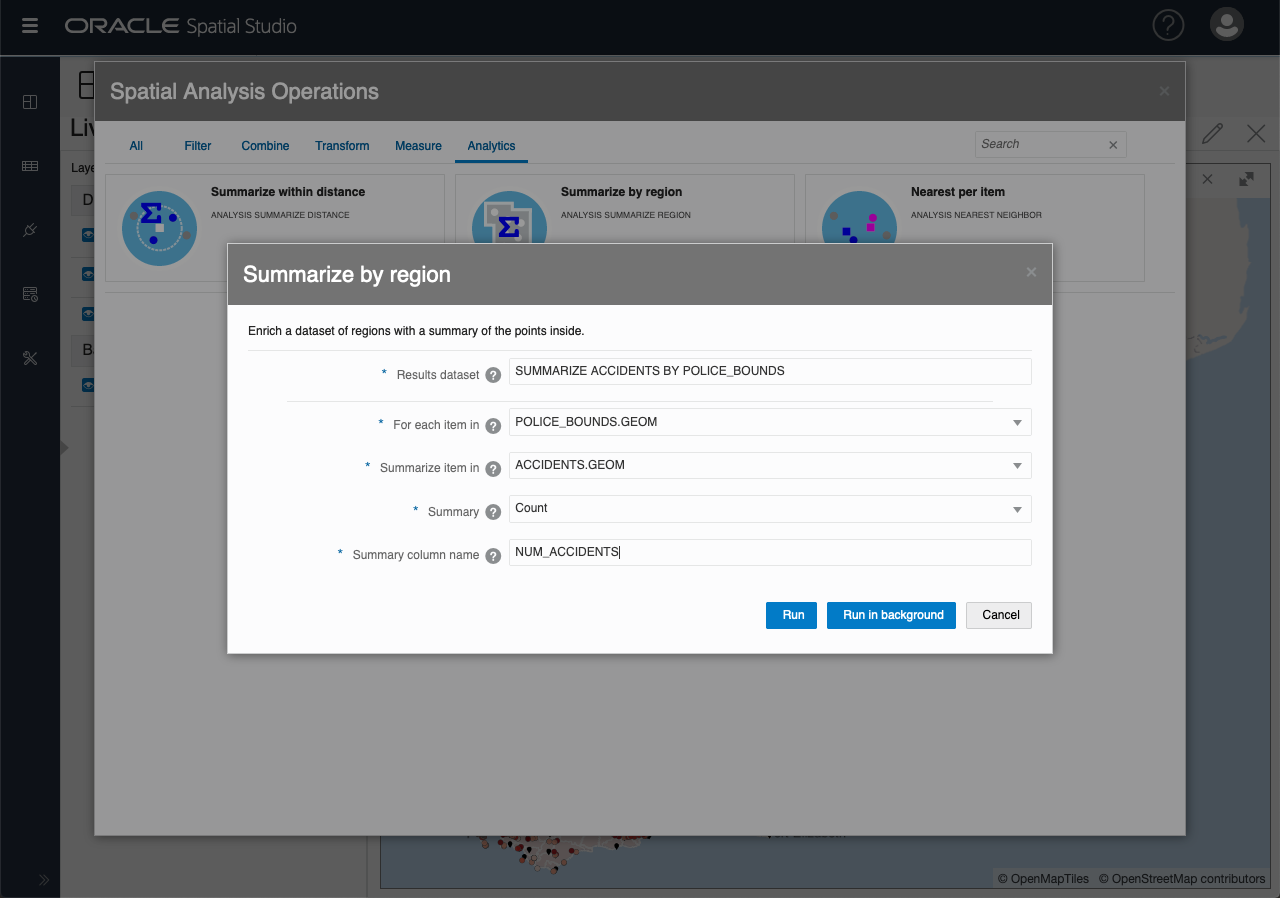 ORACLE Spatial Studio
Spatial Analysis Operations
All Filter Combine Transform Measure Analytics
Search
Summarize within distance
ANALYSIS SUMMARIZE DISTANCE
Summarize by region
ANALYSIS SUMMARIZE REGION
Nearest per item
ANALYSIS NEAREST NEIGHBOR
Summarize by region
Enrich a dataset of regions with a summary of the points inside.
* Results dataset ? SUMMARIZE ACCIDENTS BY POLICE_BOUNDS
* For each item in ? POLICE_BOUNDS.GEOM
* Summarize item in ? ACCIDENTS.GEOM
* Summary ? Count
* Summary column name ? NUM_ACCIDENTS
Run Run in background Cancel
© OpenMapTiles © OpenStreetMap contributors